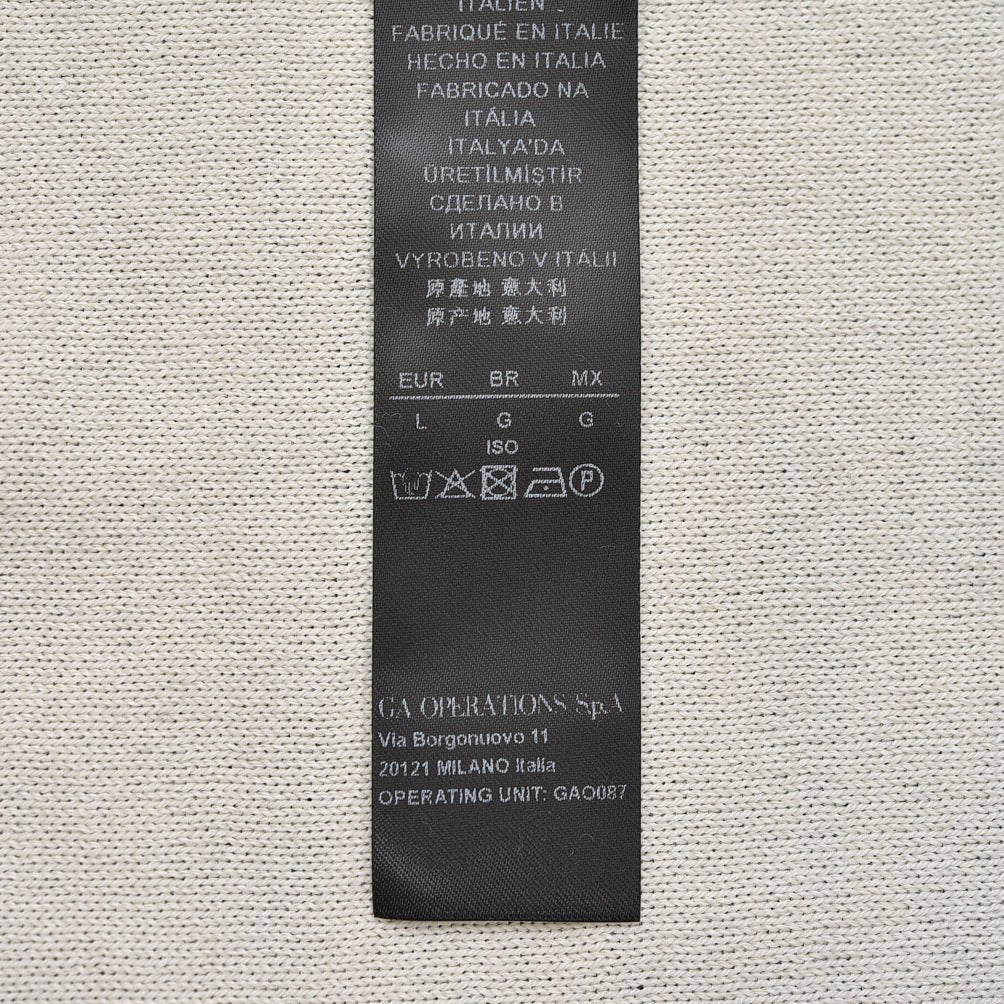 ITALIEN
FABRIQUÉ EN ITALIE
HECHO EN ITALIA
FABRICADO NA
ITÁLIA
İTALYA'DA
ÜRETİLMİŞTİR
СДЕЛАНО В
ИТАЛИИ
VYROBENO V ITÁLII
原產地 意大利
原产地 意大利
EUR BR MX
L G G
ISO
P
GA OPERATIONS SpA
Via Borgonuovo 11
20121 MILANO Italia
OPERATING UNIT: GAO087